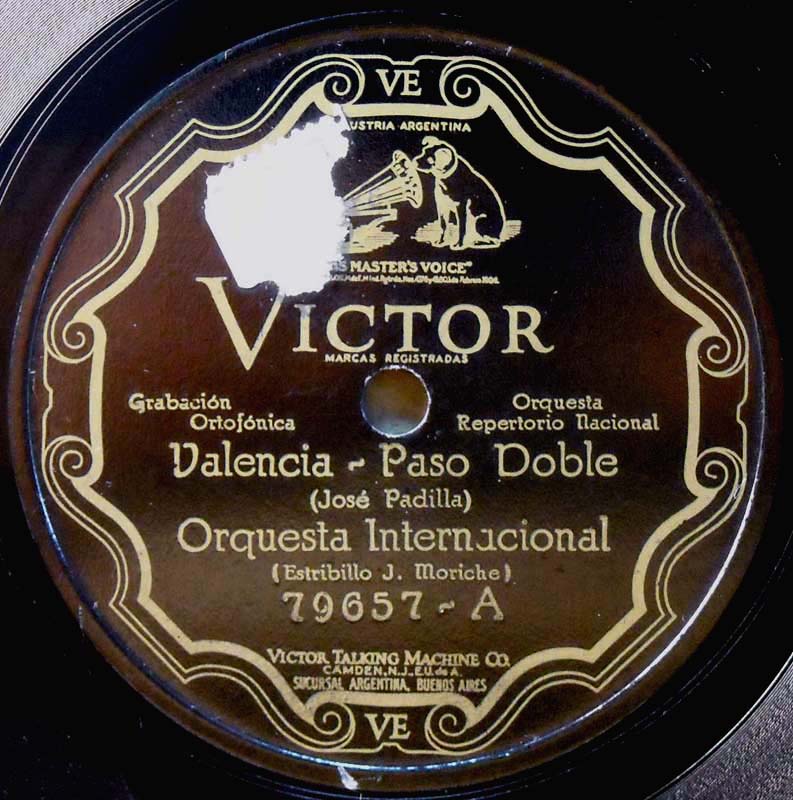 VE
USTRIA ARGENTINA
MASTER'S VOICE"
VICTOR
MARCAS REGISTRADAS
Grabación
Ortofónica
Orquesta
Repertorio Nacional
Valencia - Paso Doble
(José Padilla)
Orquesta Internacional
(Estribillo J. Moriche)
79657 - A
VICTOR TALKING MACHINE CO.
CAMDEN, N.J., E.U. de A.
SUCURSAL ARGENTINA, BUENOS AIRES
VE